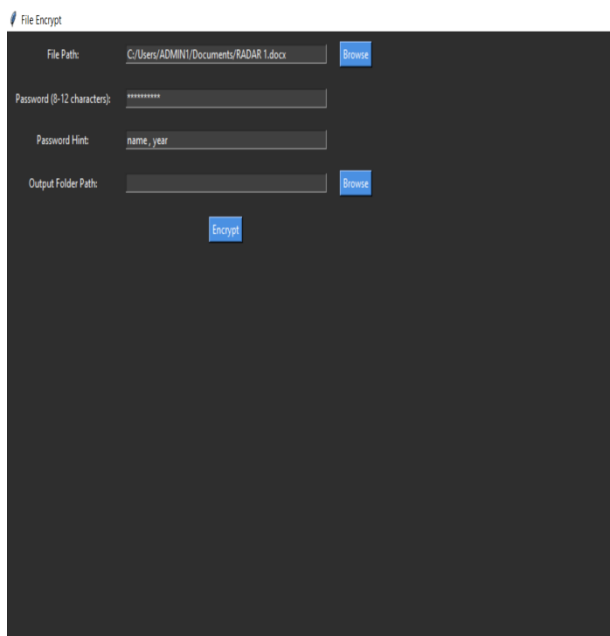 File Encrypt
File Path: C:/Users/ADMIN1/Documents/RADAR 1.docx Browse
Password (8-12 characters): **********
Password Hint: name , year
Output Folder Path: Browse
Encrypt